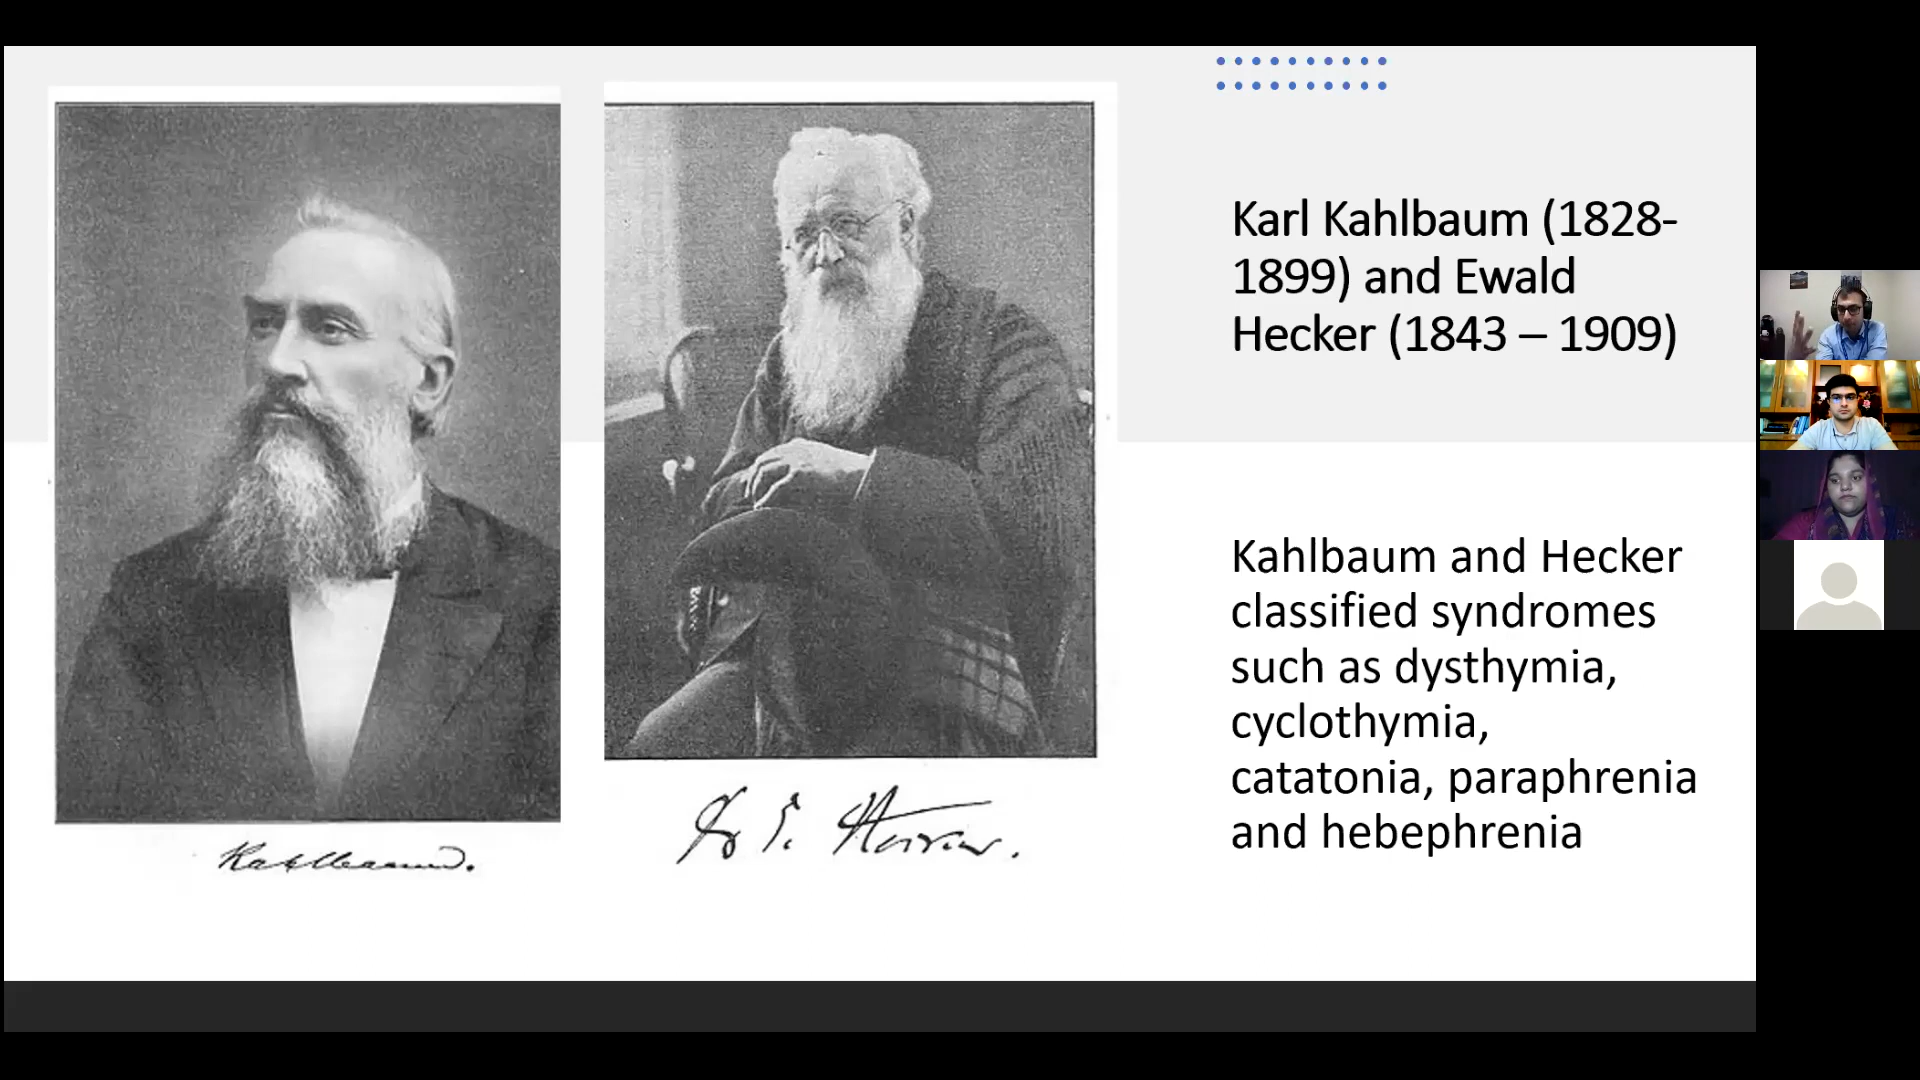 Karl Kahlbaum (1828-
1899) and Ewald
Hecker (1843 – 1909)
Kahlbaum and Hecker
classified syndromes
such as dysthymia,
cyclothymia,
catatonia, paraphrenia
and hebephrenia
Kahlbaum.